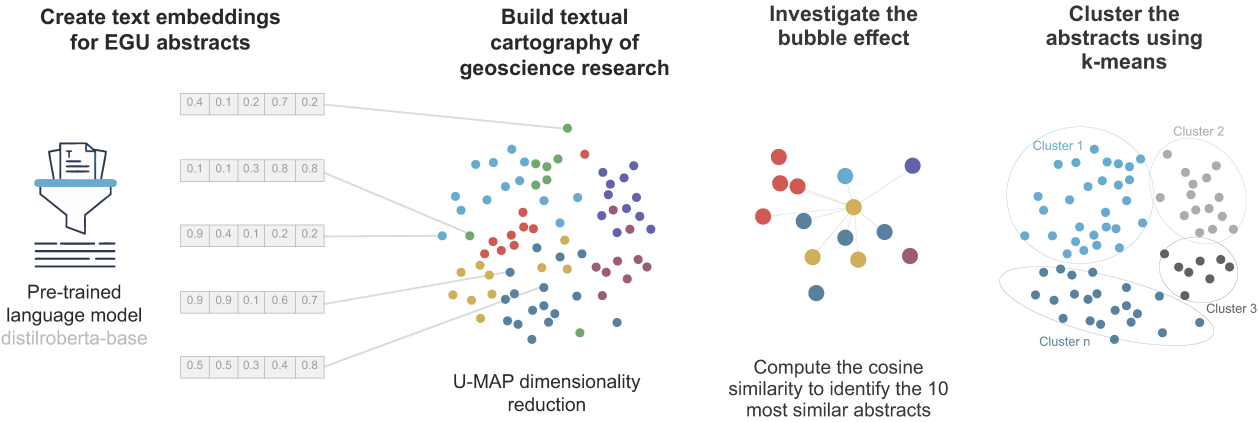 Create text embeddings
for EGU abstracts
0.4 0.1 0.2 0.7 0.2
0.1 0.1 0.3 0.8 0.8
0.9 0.4 0.1 0.2 0.2
0.9 0.9 0.1 0.6 0.7
0.5 0.5 0.3 0.4 0.8
T
Pre-trained
language model
distilroberta-base
Build textual
cartography of
geoscience research
U-MAP dimensionality
reduction
Investigate the
bubble effect
Compute the cosine
similarity to identify the 10
most similar abstracts
Cluster the
abstracts using
k-means
Cluster 1
Cluster 2
Cluster 3
Cluster n